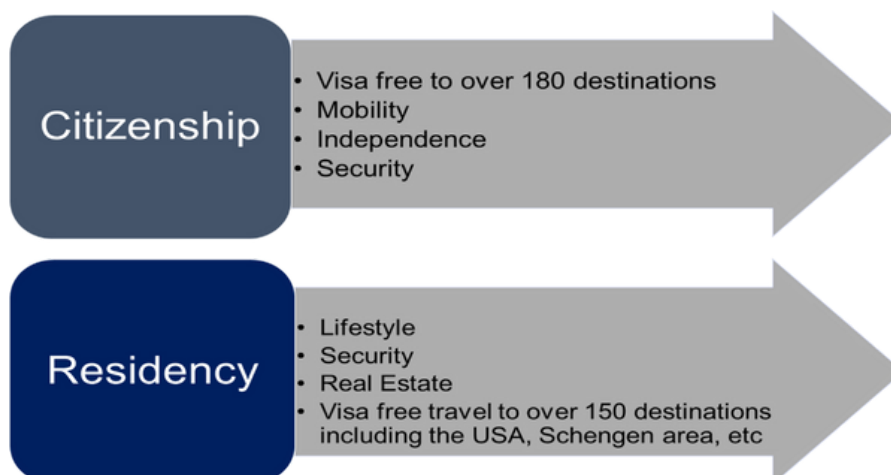 Citizenship
• Visa free to over 180 destinations
• Mobility
• Independence
• Security
Residency
• Lifestyle
• Security
• Real Estate
• Visa free travel to over 150 destinations
including the USA, Schengen area, etc